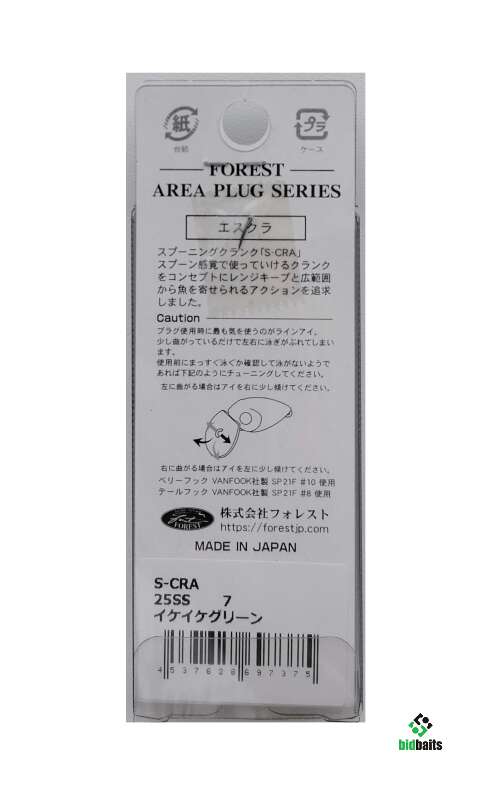 紙
台紙
プラ
ケース
FOREST
AREA PLUG SERIES
エスクラ
スプーニングクランク「S-CRA」
スプーン感覚で使っていけるクランク
をコンセプトにレンジキープと広範囲
から魚を寄せられるアクションを追求
しました。
Caution
プラグ使用時に最も気を使うのがラインアイ。
少し曲がっているだけで左右に泳ぎがぶれてしまい
ます。
使用前にまっすぐ泳ぐか確認して泳がないようで
あれば下記のようにチューニングしてください。
左に曲がる場合はアイを右に少し傾けてください。
右に曲がる場合はアイを左に少し傾けてください。
ベリーフック VANFOOK社製 SP21F #10 使用
テールフック VANFOOK社製 SP21F #8 使用
FOREST
株式会社フォレスト
https://forestjp.com
MADE IN JAPAN
S-CRA
25SS 7
イケイケグリーン
4537626697375
bidbaits